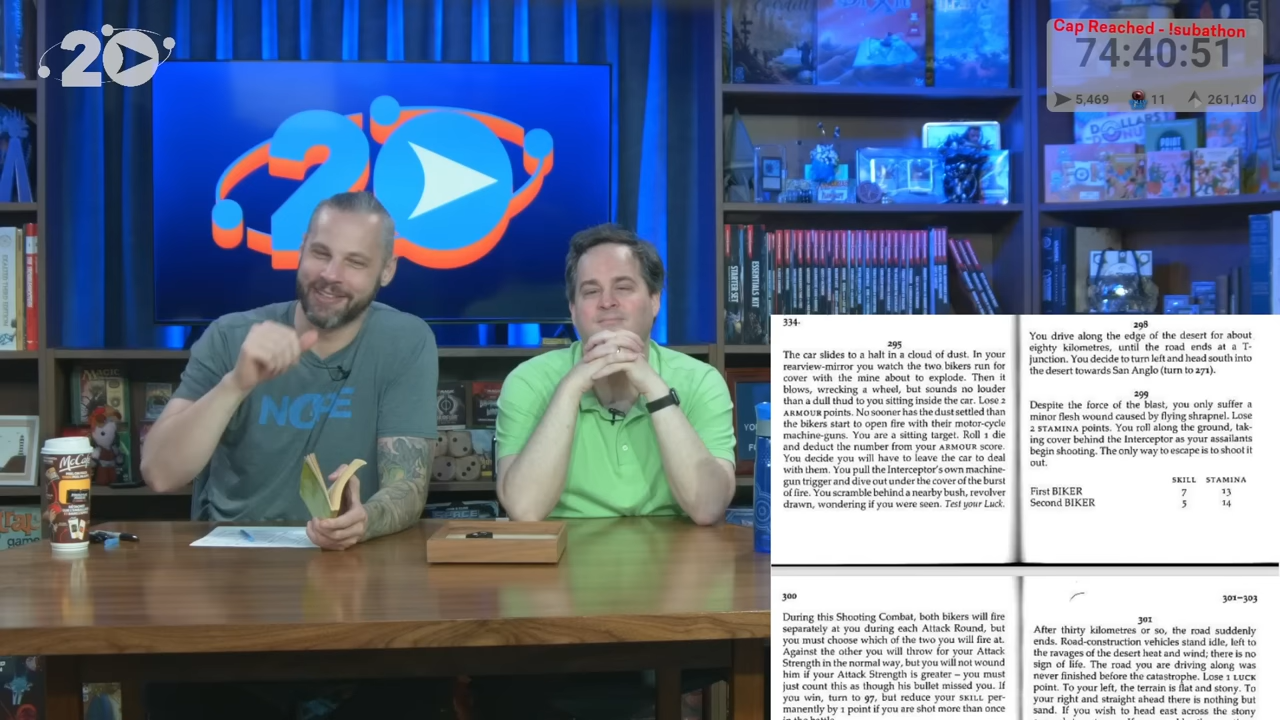 20
Cap Reached - !subathon
74:40:51
5,469
11
261,140
20
DOLLARS
STARTER SET
ESSENTIALS KIT
MAGIC
NOPE
McCafé
game
334.
295
The car slides to a halt in a cloud of dust. In your
rearview-mirror you watch the two bikers run for
cover with the mine about to explode. Then it
blows, wrecking a wheel, but sounds no louder
than a dull thud to you sitting inside the car. Lose 2
ARMOUR points. No sooner has the dust settled than
the bikers start to open fire with their motor-cycle
machine-guns. You are a sitting target. Roll 1 die
and deduct the number from your ARMOUR score.
You decide you will have to leave the car to deal
with them. You pull the Interceptor's own machine-
gun trigger and dive out under the cover of the burst
of fire. You scramble behind a nearby bush, revolver
drawn, wondering if you were seen. Test your Luck.
298
You drive along the edge of the desert for about
eighty kilometres, until the road ends at a T-
junction. You decide to turn left and head south into
the desert towards San Anglo (turn to 271).
299
Despite the force of the blast, you only suffer a
minor flesh wound caused by flying shrapnel. Lose
2 STAMINA points. You roll along the ground, tak-
ing cover behind the Interceptor as your assailants
begin shooting. The only way to escape is to shoot it
out.
SKILL STAMINA
First BIKER 7 13
Second BIKER 5 14
300
During this Shooting Combat, both bikers will fire
separately at you during each Attack Round, but
you must choose which of the two you will fire at.
Against the other you will throw for your Attack
Strength in the normal way, but you will not wound
him if your Attack Strength is greater – you must
just count this as though his bullet missed you. If
you win, turn to 97, but reduce your SKILL per-
manently by 1 point if you are shot more than once
in the battle.
301–303
301
After thirty kilometres or so, the road suddenly
ends. Road-construction vehicles stand idle, left to
the ravages of the desert heat and wind; there is no
sign of life. The road you are driving along was
never finished before the catastrophe. Lose 1 LUCK
point. To your left, the terrain is flat and stony. To
your right and straight ahead there is nothing but
sand. If you wish to head east across the stony